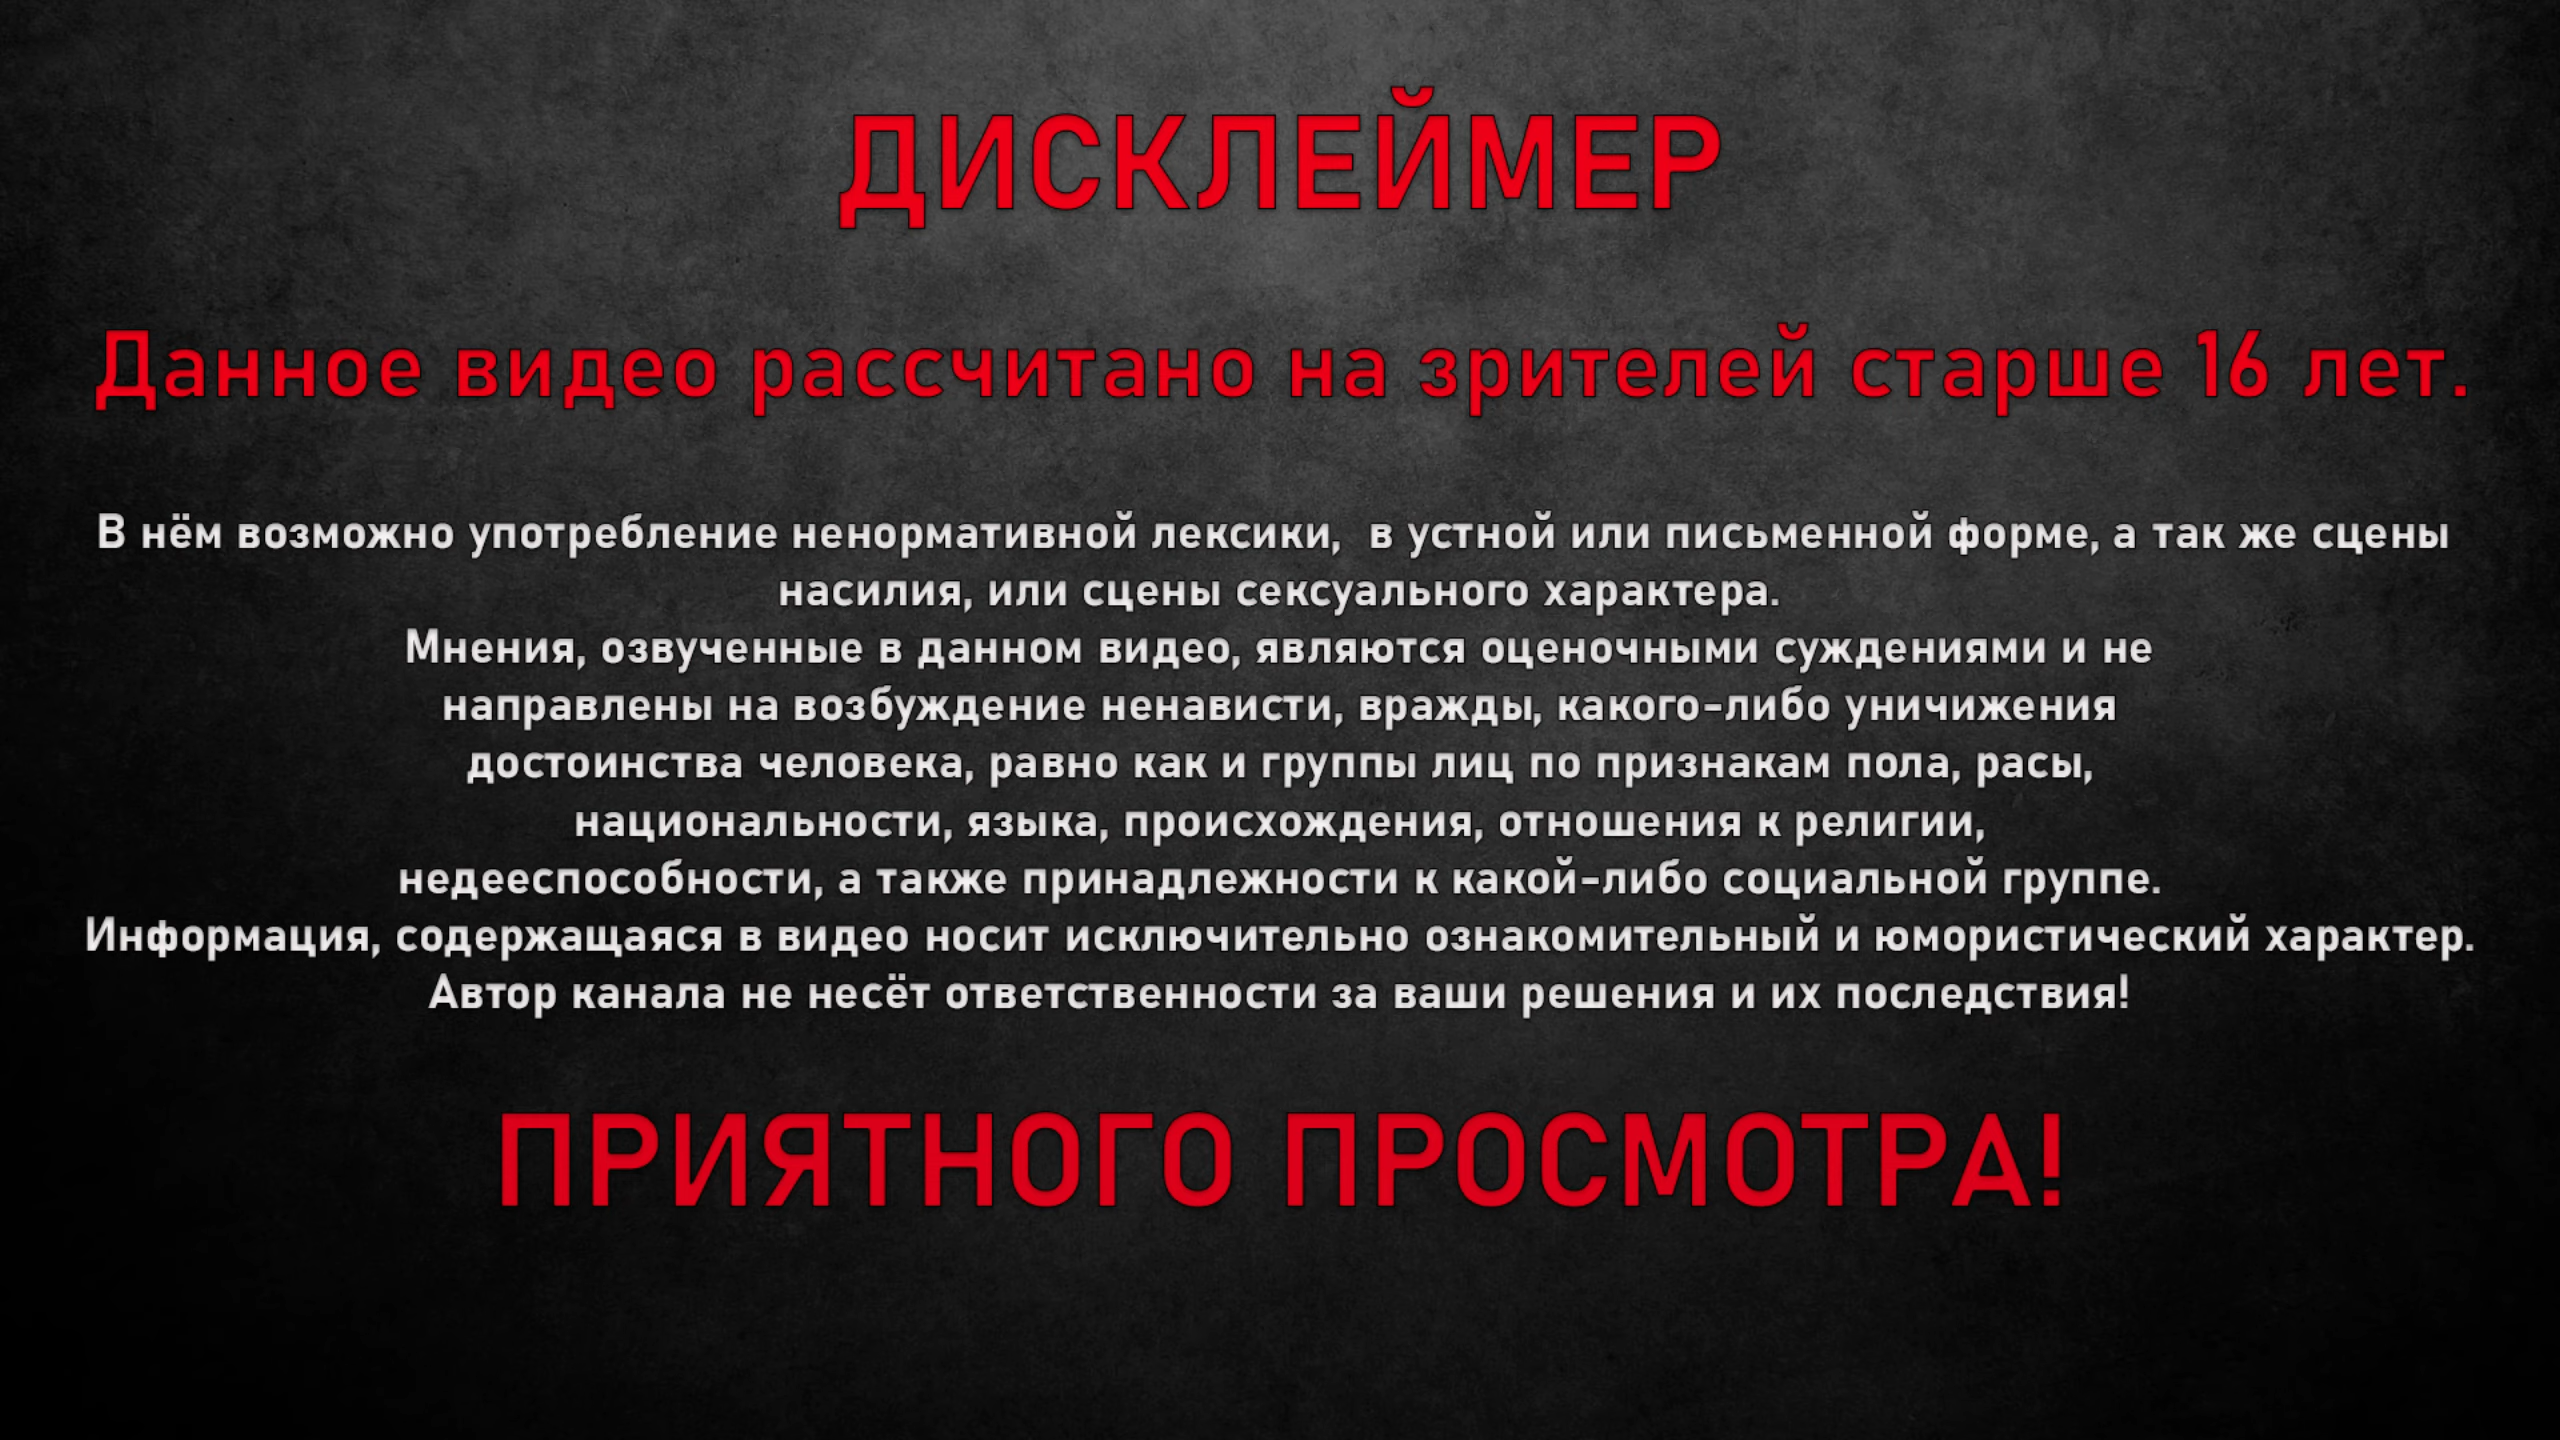 ДИСКЛЕЙМЕР
Данное видео рассчитано на зрителей старше 16 лет.
В нём возможно употребление ненормативной лексики,  в устной или письменной форме, а так же сцены
насилия, или сцены сексуального характера.
Мнения, озвученные в данном видео, являются оценочными суждениями и не
направлены на возбуждение ненависти, вражды, какого-либо уничижения
достоинства человека, равно как и группы лиц по признакам пола, расы,
национальности, языка, происхождения, отношения к религии,
недееспособности, а также принадлежности к какой-либо социальной группе.
Информация, содержащаяся в видео носит исключительно ознакомительный и юмористический характер.
Автор канала не несёт ответственности за ваши решения и их последствия!
ПРИЯТНОГО ПРОСМОТРА!